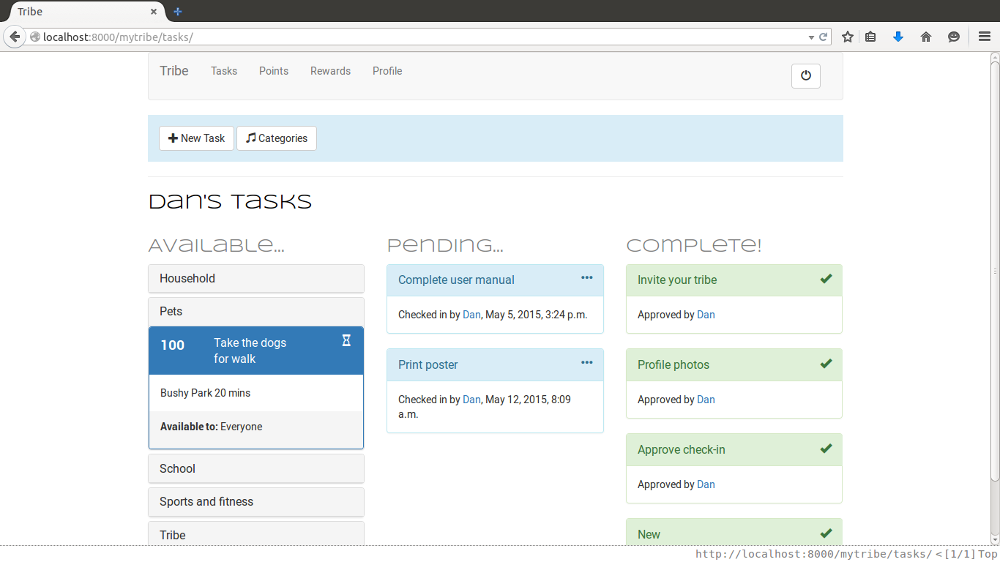 Tribe
localhost:8000/mytribe/tasks/
Tribe Tasks Points Rewards Profile
New Task Categories
Dan's Tasks
Available...
Household
Pets
100 Take the dogs
for walk
Bushy Park 20 mins
Available to: Everyone
School
Sports and fitness
Tribe
Pending...
Complete user manual
Checked in by Dan, May 5, 2015, 3:24 p.m.
Print poster
Checked in by Dan, May 12, 2015, 8:09
a.m.
Complete!
Invite your tribe
Approved by Dan
Profile photos
Approved by Dan
Approve check-in
Approved by Dan
New
http://localhost:8000/mytribe/tasks/ < [1/1] Top